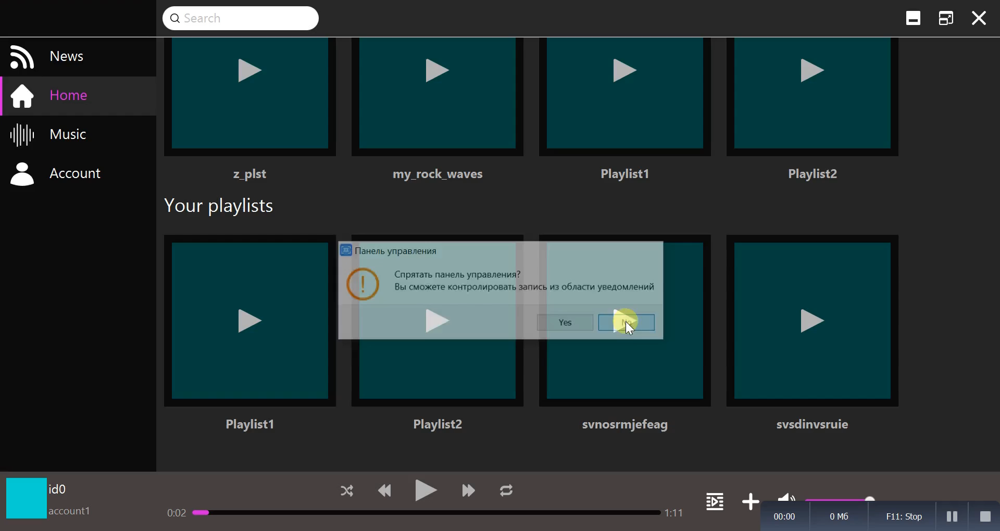 Search
News
Home
Music
Account
z_plst
my_rock_waves
Playlist1
Playlist2
Your playlists
Панель управления
Спрятать панель управления?
Вы сможете контролировать запись из области уведомлений
Yes
No
Playlist1
Playlist2
svnosrmjefeag
svsdinvsruie
id0
account1
0:02
1:11
00:00
0 Мб
F11: Stop